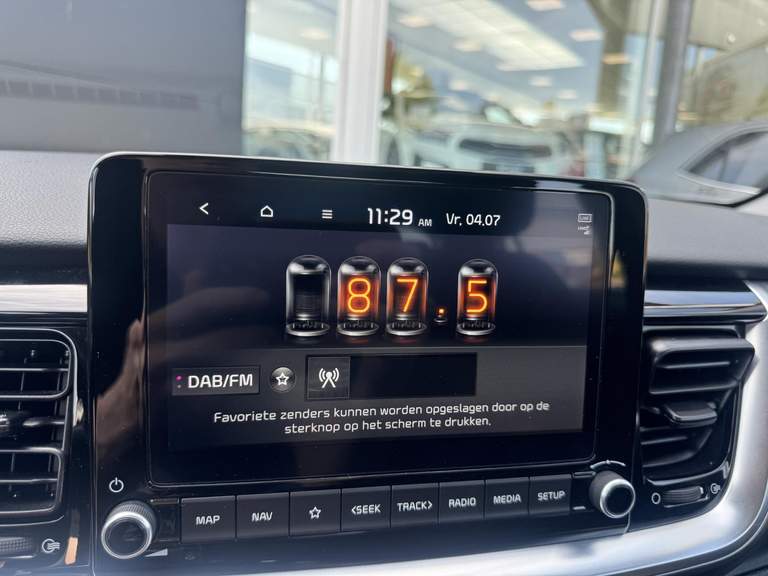 11:29 AM Vr, 04.07
87.5
DAB/FM
Favoriete zenders kunnen worden opgeslagen door op de
sterknop op het scherm te drukken.
MAP NAV <SEEK TRACK> RADIO MEDIA SETUP